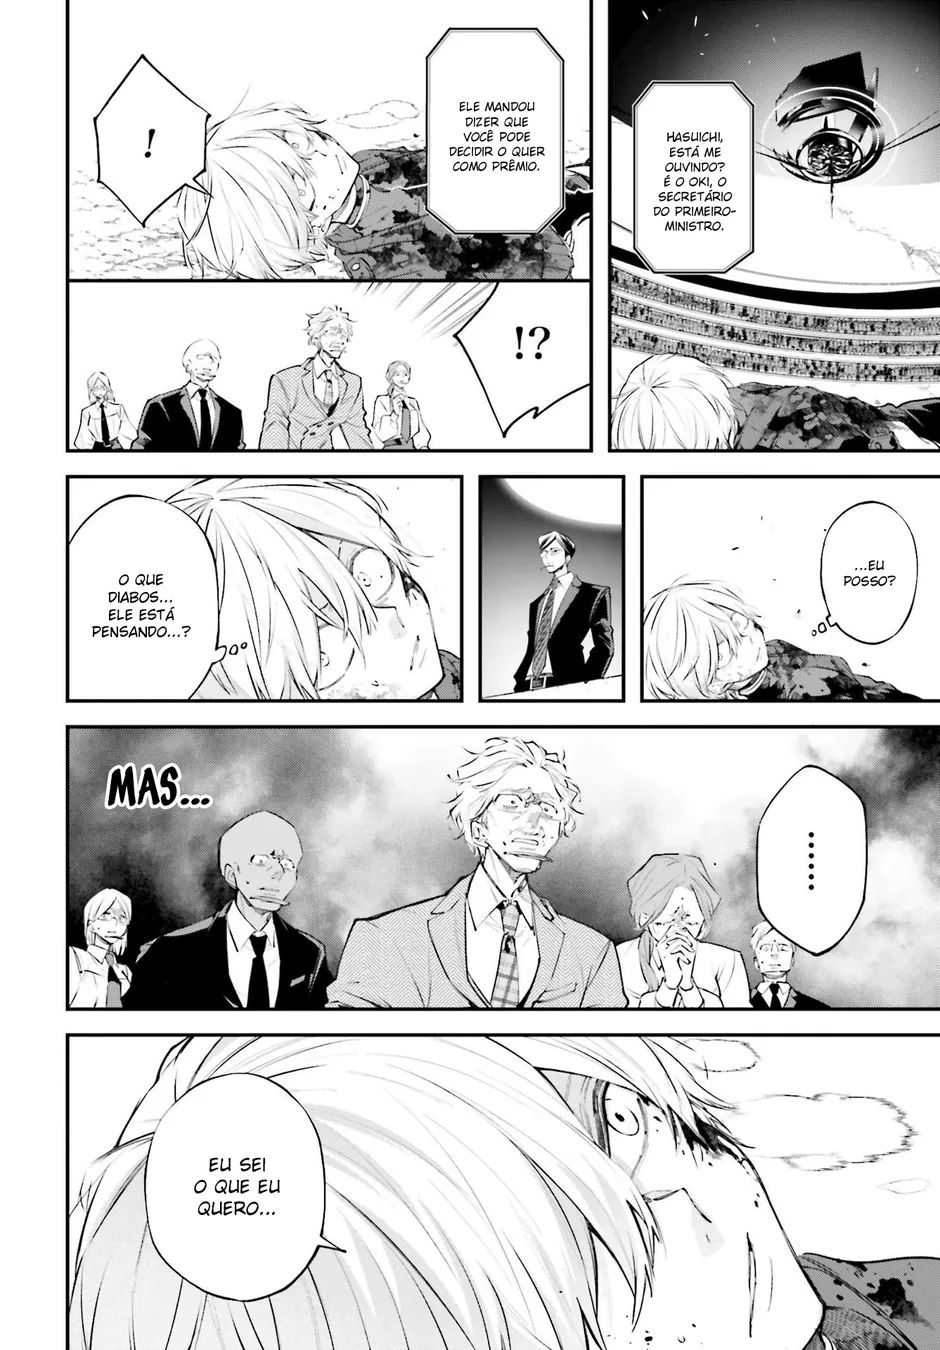 HASUICHI,
ESTÁ ME
OUVINDO?
É O OKI, O
SECRETÁRIO
DO PRIMEIRO-
MINISTRO.
ELE MANDOU
DIZER QUE
VOCÊ PODE
DECIDIR O QUER
COMO PRÊMIO.
!
!?
...EU
POSSO?
O QUE
DIABOS...
ELE ESTÁ
PENSANDO...?
......
MAS...
EU SEI
O QUE EU
QUERO...